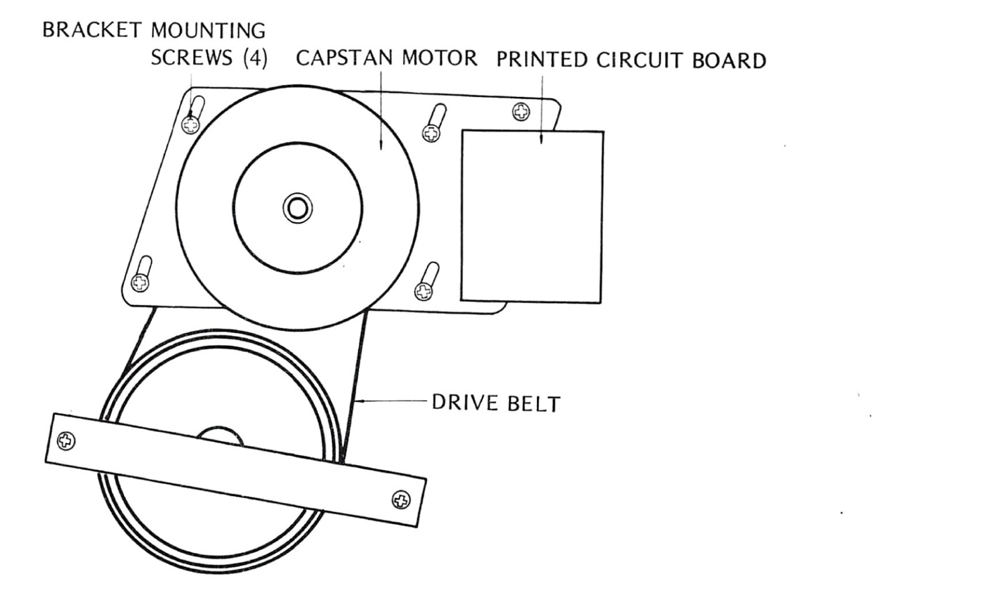 BRACKET MOUNTING
SCREWS (4) CAPSTAN MOTOR PRINTED CIRCUIT BOARD
DRIVE BELT